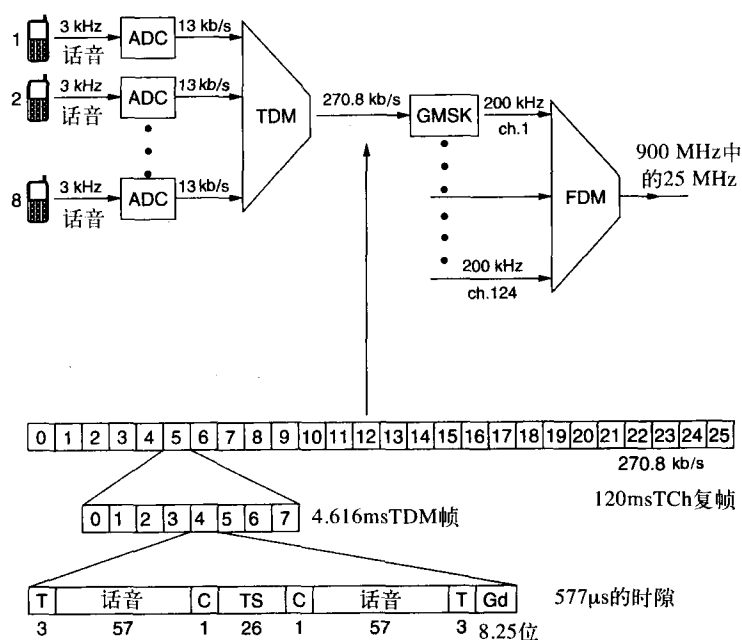 1 3 kHz 话音 ADC 13 kb/s
2 3 kHz 话音 ADC 13 kb/s
8 3 kHz 话音 ADC 13 kb/s
TDM
270.8 kb/s
GMSK
200 kHz
ch.1
200 kHz
ch.124
FDM
900 MHz中
的25 MHz
0 1 2 3 4 5 6 7 8 9 10 11 12 13 14 15 16 17 18 19 20 21 22 23 24 25
270.8 kb/s
120msTCh复帧
0 1 2 3 4 5 6 7
4.616msTDM帧
T 话音 C TS C 话音 T Gd
577μs的时隙
3 57 1 26 1 57 3 8.25位